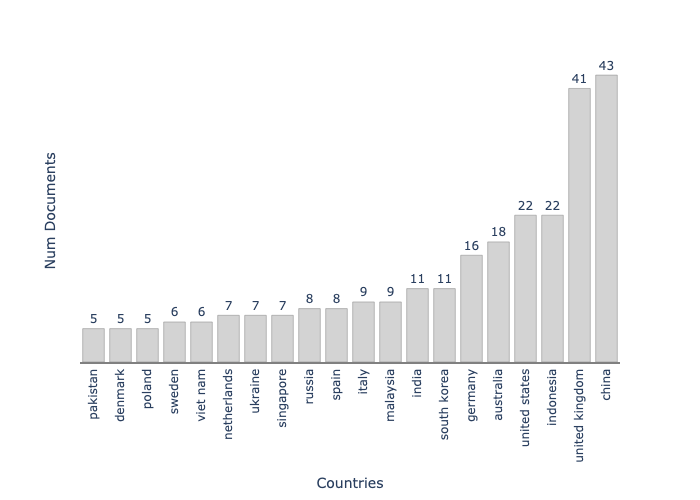 43
41
22 22
18
16
11 11
9 9
8 8
7 7 7
6 6
5 5 5
Num Documents
pakistan
denmark
poland
sweden
viet nam
netherlands
ukraine
singapore
russia
spain
italy
malaysia
india
south korea
germany
australia
united states
indonesia
united kingdom
china
Countries